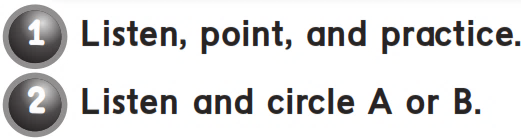 1 Listen, point, and practice.
2 Listen and circle A or B.